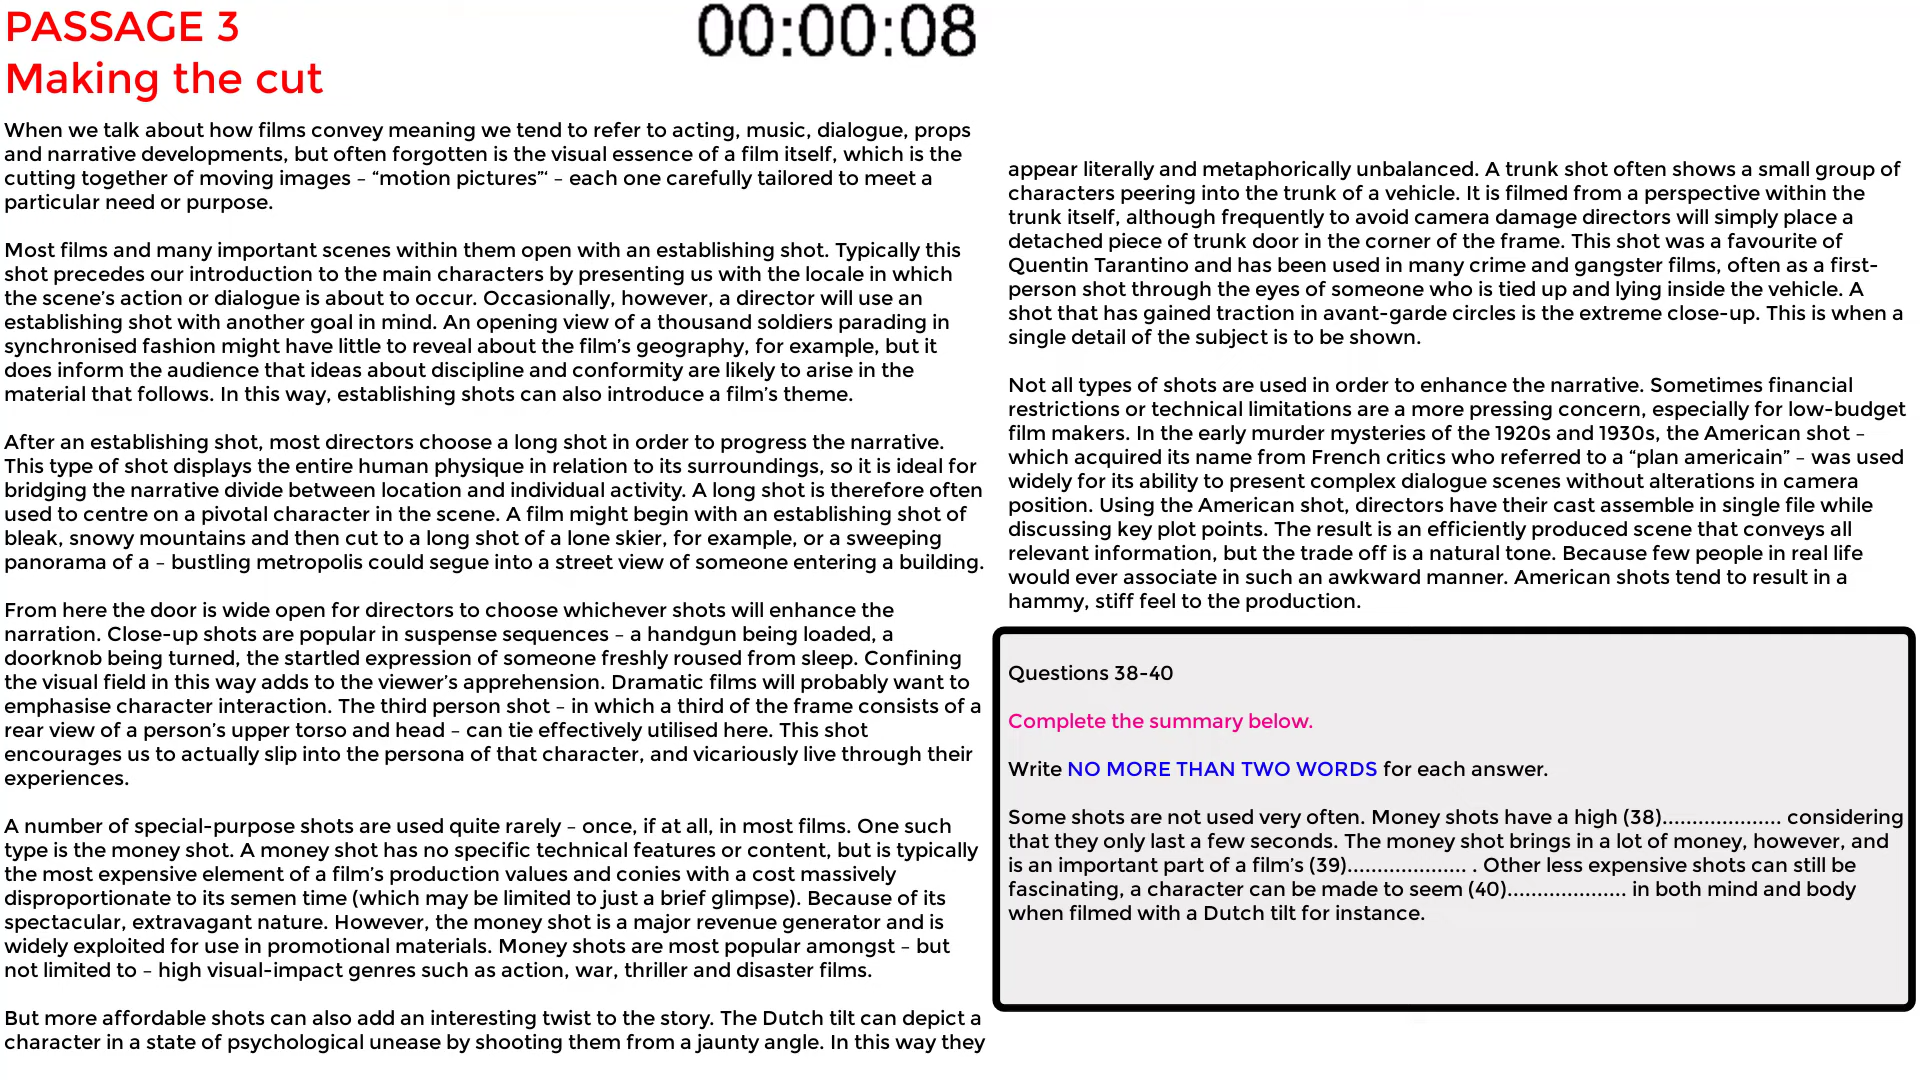 PASSAGE 3
Making the cut
00:00:08
When we talk about how films convey meaning we tend to refer to acting, music, dialogue, props
and narrative developments, but often forgotten is the visual essence of a film itself, which is the
cutting together of moving images – “motion pictures”‘ – each one carefully tailored to meet a
particular need or purpose.
Most films and many important scenes within them open with an establishing shot. Typically this
shot precedes our introduction to the main characters by presenting us with the locale in which
the scene’s action or dialogue is about to occur. Occasionally, however, a director will use an
establishing shot with another goal in mind. An opening view of a thousand soldiers parading in
synchronised fashion might have little to reveal about the film’s geography, for example, but it
does inform the audience that ideas about discipline and conformity are likely to arise in the
material that follows. In this way, establishing shots can also introduce a film’s theme.
After an establishing shot, most directors choose a long shot in order to progress the narrative.
This type of shot displays the entire human physique in relation to its surroundings, so it is ideal for
bridging the narrative divide between location and individual activity. A long shot is therefore often
used to centre on a pivotal character in the scene. A film might begin with an establishing shot of
bleak, snowy mountains and then cut to a long shot of a lone skier, for example, or a sweeping
panorama of a – bustling metropolis could segue into a street view of someone entering a building.
From here the door is wide open for directors to choose whichever shots will enhance the
narration. Close-up shots are popular in suspense sequences – a handgun being loaded, a
doorknob being turned, the startled expression of someone freshly roused from sleep. Confining
the visual field in this way adds to the viewer’s apprehension. Dramatic films will probably want to
emphasise character interaction. The third person shot – in which a third of the frame consists of a
rear view of a person’s upper torso and head – can tie effectively utilised here. This shot
encourages us to actually slip into the persona of that character, and vicariously live through their
experiences.
A number of special-purpose shots are used quite rarely – once, if at all, in most films. One such
type is the money shot. A money shot has no specific technical features or content, but is typically
the most expensive element of a film’s production values and conies with a cost massively
disproportionate to its semen time (which may be limited to just a brief glimpse). Because of its
spectacular, extravagant nature. However, the money shot is a major revenue generator and is
widely exploited for use in promotional materials. Money shots are most popular amongst – but
not limited to – high visual-impact genres such as action, war, thriller and disaster films.
But more affordable shots can also add an interesting twist to the story. The Dutch tilt can depict a
character in a state of psychological unease by shooting them from a jaunty angle. In this way they
appear literally and metaphorically unbalanced. A trunk shot often shows a small group of
characters peering into the trunk of a vehicle. It is filmed from a perspective within the
trunk itself, although frequently to avoid camera damage directors will simply place a
detached piece of trunk door in the corner of the frame. This shot was a favourite of
Quentin Tarantino and has been used in many crime and gangster films, often as a first-
person shot through the eyes of someone who is tied up and lying inside the vehicle. A
shot that has gained traction in avant-garde circles is the extreme close-up. This is when a
single detail of the subject is to be shown.
Not all types of shots are used in order to enhance the narrative. Sometimes financial
restrictions or technical limitations are a more pressing concern, especially for low-budget
film makers. In the early murder mysteries of the 1920s and 1930s, the American shot –
which acquired its name from French critics who referred to a “plan americain” – was used
widely for its ability to present complex dialogue scenes without alterations in camera
position. Using the American shot, directors have their cast assemble in single file while
discussing key plot points. The result is an efficiently produced scene that conveys all
relevant information, but the trade off is a natural tone. Because few people in real life
would ever associate in such an awkward manner. American shots tend to result in a
hammy, stiff feel to the production.
Questions 38-40
Complete the summary below.
Write NO MORE THAN TWO WORDS for each answer.
Some shots are not used very often. Money shots have a high (38).................... considering
that they only last a few seconds. The money shot brings in a lot of money, however, and
is an important part of a film’s (39).................... . Other less expensive shots can still be
fascinating, a character can be made to seem (40).................... in both mind and body
when filmed with a Dutch tilt for instance.